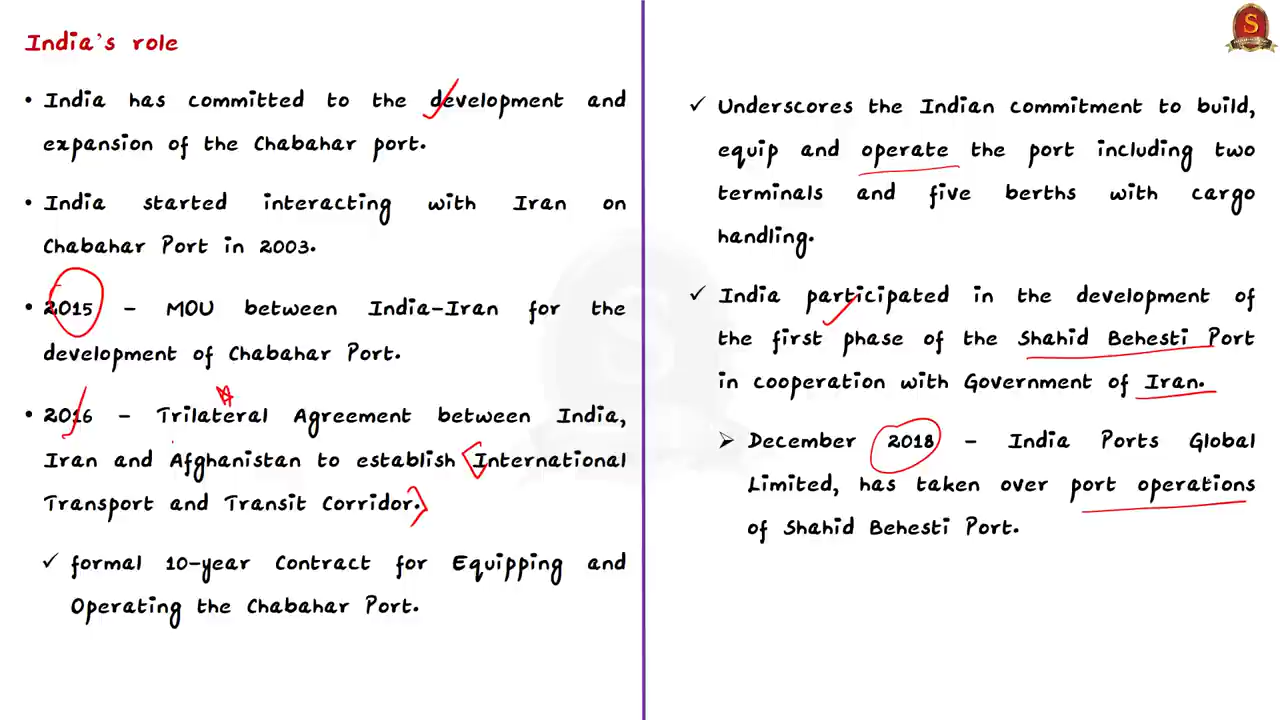 India's role
• India has committed to the development and
expansion of the Chabahar port.
• India started interacting with Iran on
Chabahar Port in 2003.
• 2015 – MOU between India-Iran for the
development of Chabahar Port.
• 2016 – Trilateral Agreement between India,
Iran and Afghanistan to establish International
Transport and Transit Corridor.
✓ formal 10-year Contract for Equipping and
Operating the Chabahar Port.
S
✓ Underscores the Indian commitment to build,
equip and operate the port including two
terminals and five berths with cargo
handling.
✓ India participated in the development of
the first phase of the Shahid Behesti Port
in cooperation with Government of Iran.
➢ December 2018 – India Ports Global
Limited, has taken over port operations
of Shahid Behesti Port.